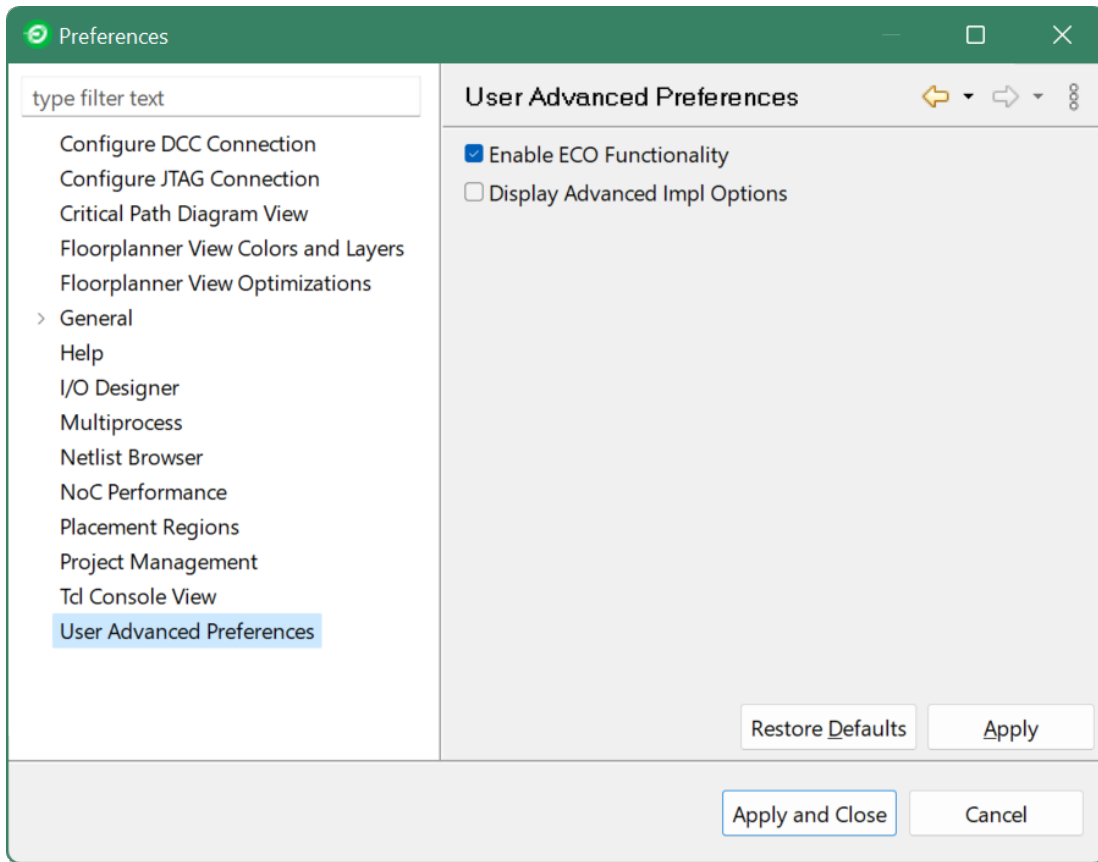 Preferences
type filter text
Configure DCC Connection
Configure JTAG Connection
Critical Path Diagram View
Floorplanner View Colors and Layers
Floorplanner View Optimizations
General
Help
I/O Designer
Multiprocess
Netlist Browser
NoC Performance
Placement Regions
Project Management
Tcl Console View
User Advanced Preferences
User Advanced Preferences
Enable ECO Functionality
Display Advanced Impl Options
Restore Defaults
Apply
Apply and Close
Cancel